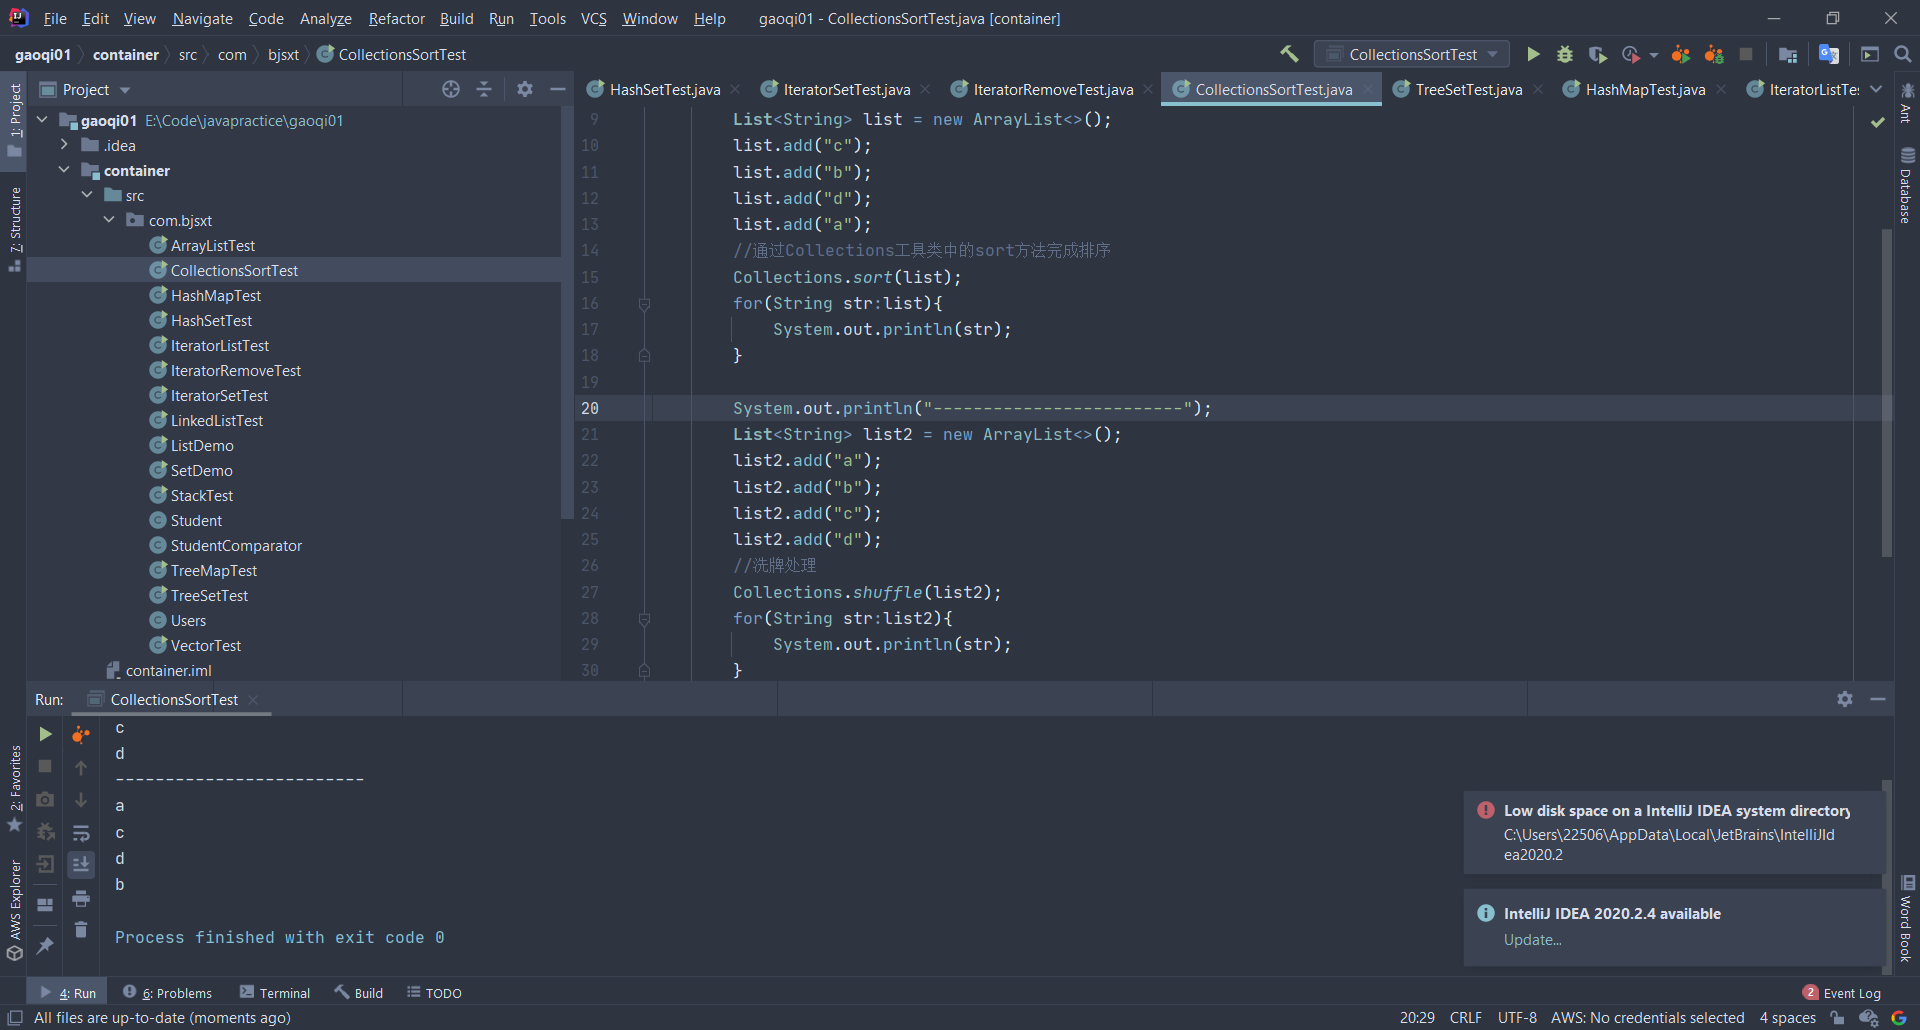 File Edit View Navigate Code Analyze Refactor Build Run Tools VCS Window Help gaoqi01 - CollectionsSortTest.java [container]
gaoqi01 container src com bjsxt CollectionsSortTest CollectionsSortTest
Project
HashSetTest.java IteratorSetTest.java IteratorRemoveTest.java CollectionsSortTest.java TreeSetTest.java HashMapTest.java IteratorListTe
1: Project
7: Structure
2: Favorites
AWS Explorer
gaoqi01 E:\Code\javapractice\gaoqi01
.idea
container
src
com.bjsxt
ArrayListTest
CollectionsSortTest
HashMapTest
HashSetTest
IteratorListTest
IteratorRemoveTest
IteratorSetTest
LinkedListTest
ListDemo
SetDemo
StackTest
Student
StudentComparator
TreeMapTest
TreeSetTest
Users
VectorTest
container.iml
9 List<String> list = new ArrayList<>();
10 list.add("c");
11 list.add("b");
12 list.add("d");
13 list.add("a");
14 //通过Collections工具类中的sort方法完成排序
15 Collections.sort(list);
16 for(String str:list){
17 System.out.println(str);
18 }
19
20 System.out.println("-------------------------");
21 List<String> list2 = new ArrayList<>();
22 list2.add("a");
23 list2.add("b");
24 list2.add("c");
25 list2.add("d");
26 //洗牌处理
27 Collections.shuffle(list2);
28 for(String str:list2){
29 System.out.println(str);
30 }
Ant
Database
Word Book
Run: CollectionsSortTest
c
d
-------------------------
a
c
d
b
Process finished with exit code 0
Low disk space on a IntelliJ IDEA system directory
C:\Users\22506\AppData\Local\JetBrains\IntelliJId
ea2020.2
IntelliJ IDEA 2020.2.4 available
Update...
4: Run 6: Problems Terminal Build TODO 2 Event Log
All files are up-to-date (moments ago) 20:29 CRLF UTF-8 AWS: No credentials selected 4 spaces